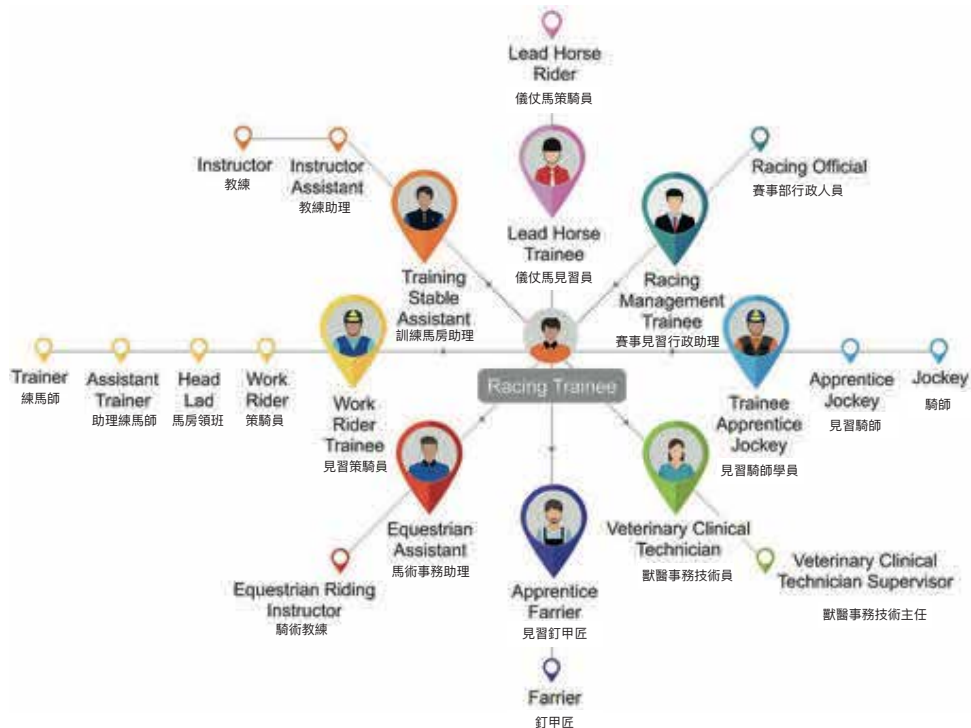 Lead Horse
Rider
儀仗馬策騎員
Instructor
教練
Instructor
Assistant
教練助理
Racing Official
賽事部行政人員
Lead Horse
Trainee
儀仗馬見習員
Training
Stable
Assistant
訓練馬房助理
Racing
Management
Trainee
賽事見習行政助理
Trainer
練馬師
Assistant
Trainer
助理練馬師
Head
Lad
馬房領班
Work
Rider
策騎員
Work
Rider
Trainee
見習策騎員
Racing Trainee
Trainee
Apprentice
Jockey
見習騎師學員
Apprentice
Jockey
見習騎師
Jockey
騎師
Equestrian
Assistant
馬術事務助理
Equestrian Riding
Instructor
騎術教練
Apprentice
Farrier
見習釘甲匠
Farrier
釘甲匠
Veterinary Clinical
Technician
獸醫事務技術員
Veterinary Clinical
Technician Supervisor
獸醫事務技術主任